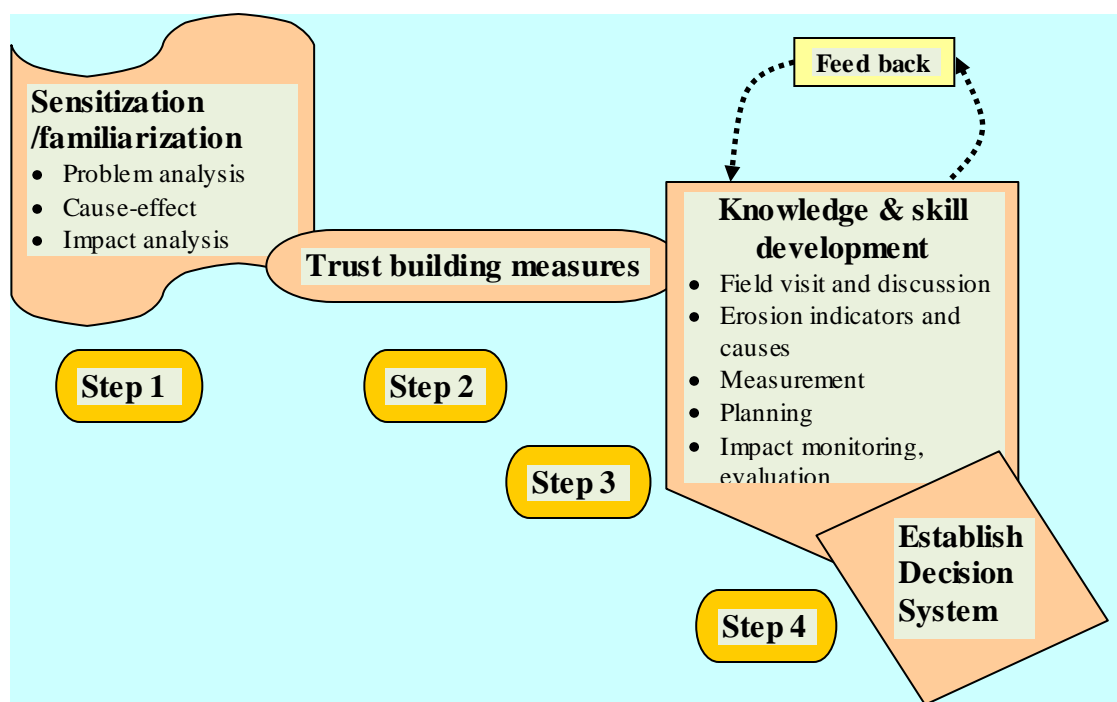 Feed back
Sensitization
/familiarization
• Problem analysis
• Cause-effect
• Impact analysis
Trust building measures
Knowledge & skill
development
• Field visit and discussion
• Erosion indicators and
causes
• Measurement
• Planning
• Impact monitoring,
evaluation
Step 1
Step 2
Step 3
Step 4
Establish
Decision
System